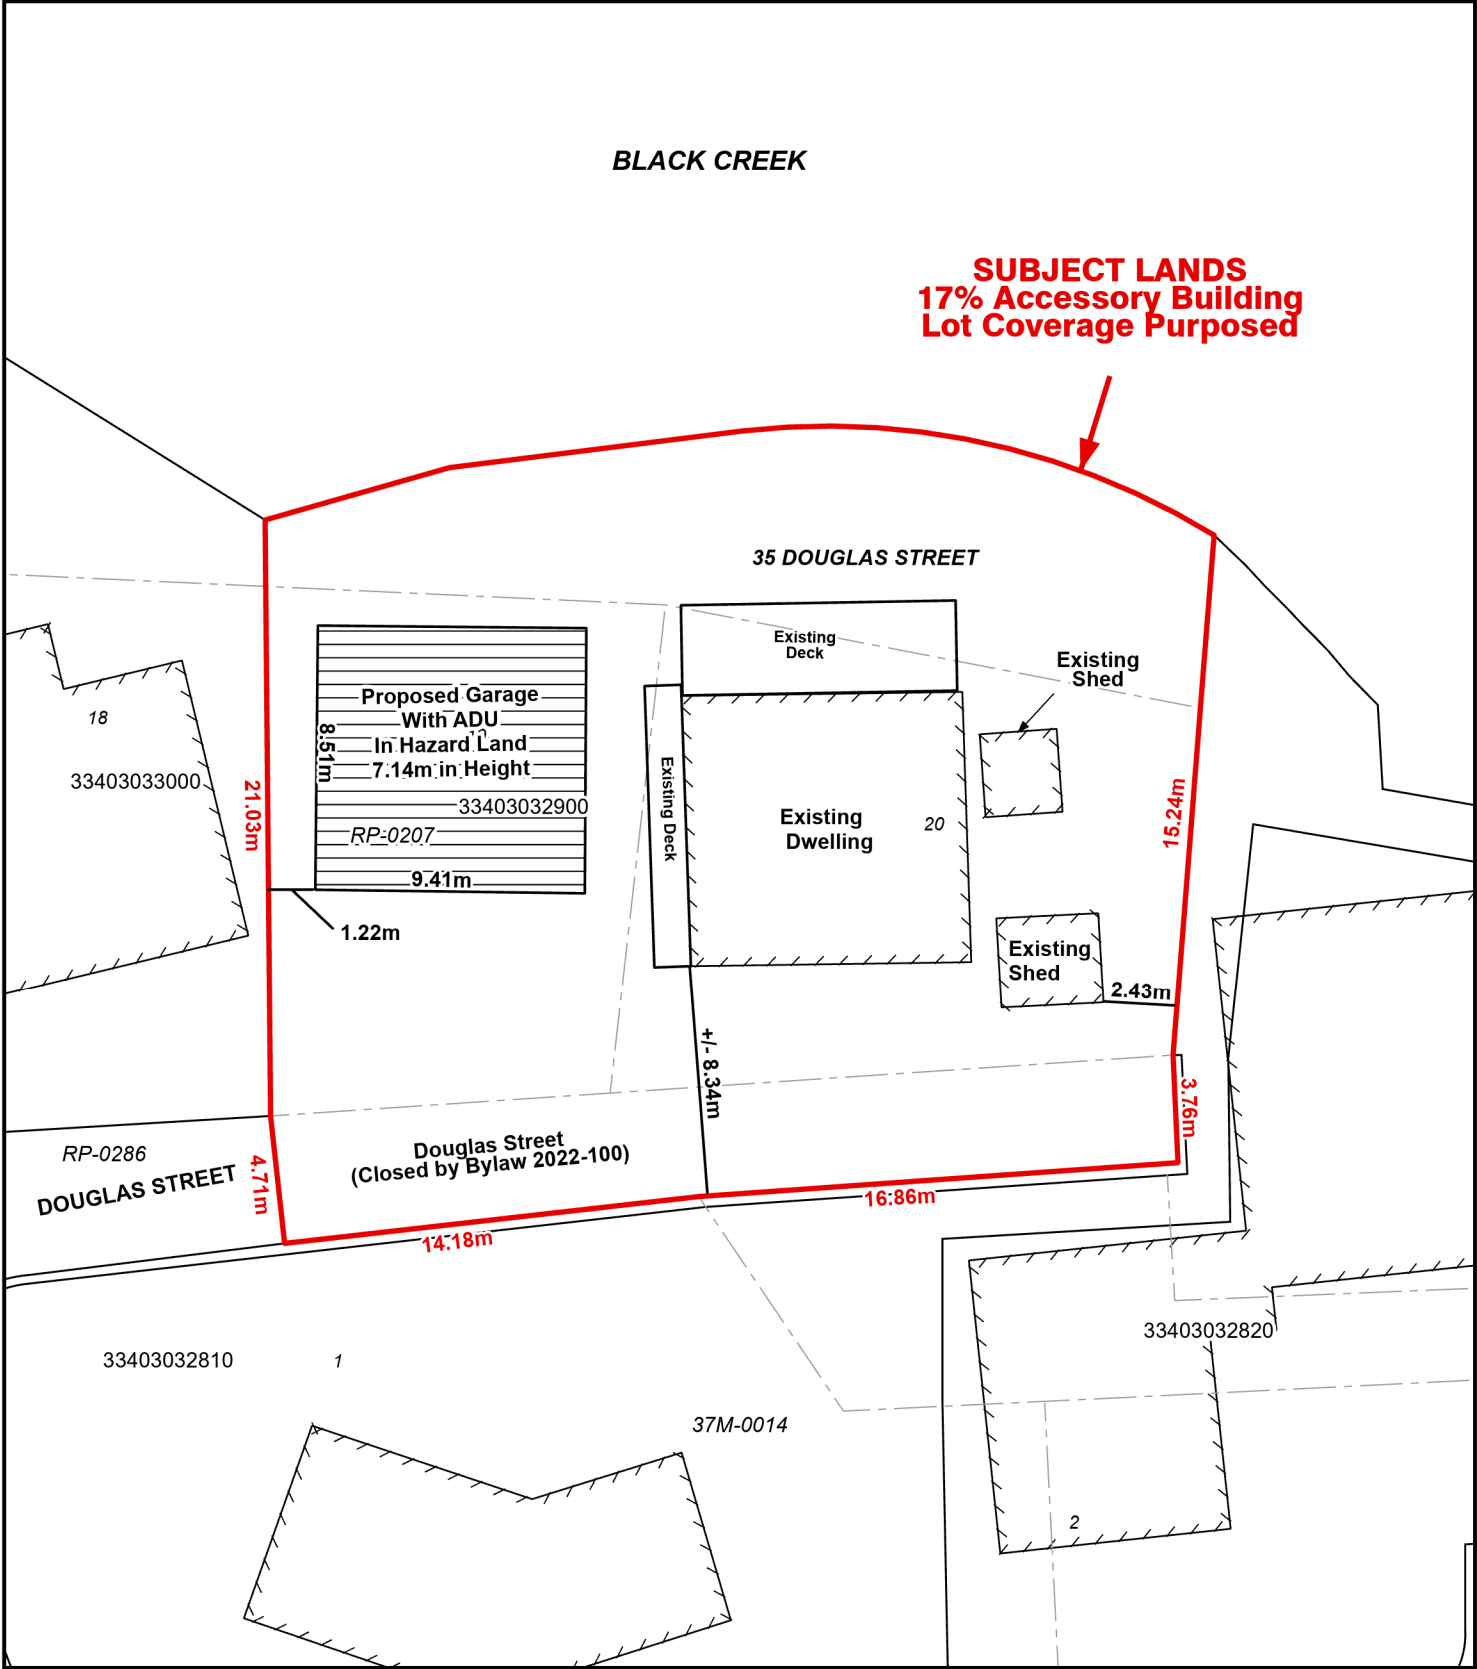 BLACK CREEK
SUBJECT LANDS
17% Accessory Building
Lot Coverage Purposed
35 DOUGLAS STREET
Existing
Deck
Existing
Shed
Proposed Garage
With ADU
In Hazard Land
7.14m in Height
8.51m
33403032900
RP-0207
9.41m
1.22m
18
33403033000
21.03m
Existing Deck
Existing
Dwelling
20
15.24m
Existing
Shed
2.43m
+/- 8.34m
3.76m
RP-0286
DOUGLAS STREET
4.71m
Douglas Street
(Closed by Bylaw 2022-100)
14.18m
16.86m
33403032810
1
33403032820
37M-0014
2